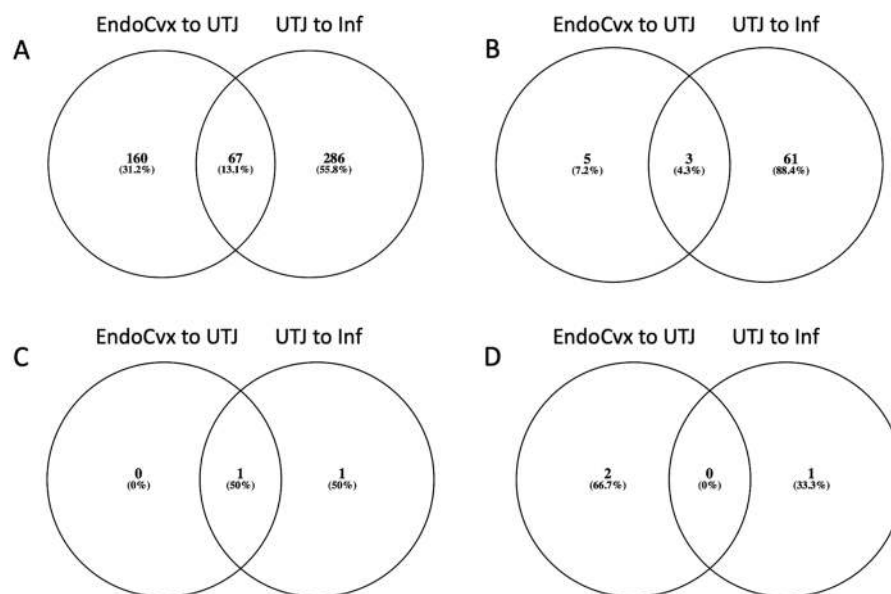 EndoCvx to UTJ UTJ to Inf
A
160 67 286
(31.2%) (13.1%) (55.8%)
EndoCvx to UTJ UTJ to Inf
B
5 3 61
(7.2%) (4.3%) (88.4%)
EndoCvx to UTJ UTJ to Inf
C
0 1 1
(0%) (50%) (50%)
EndoCvx to UTJ UTJ to Inf
D
2 0 1
(66.7%) (0%) (33.3%)